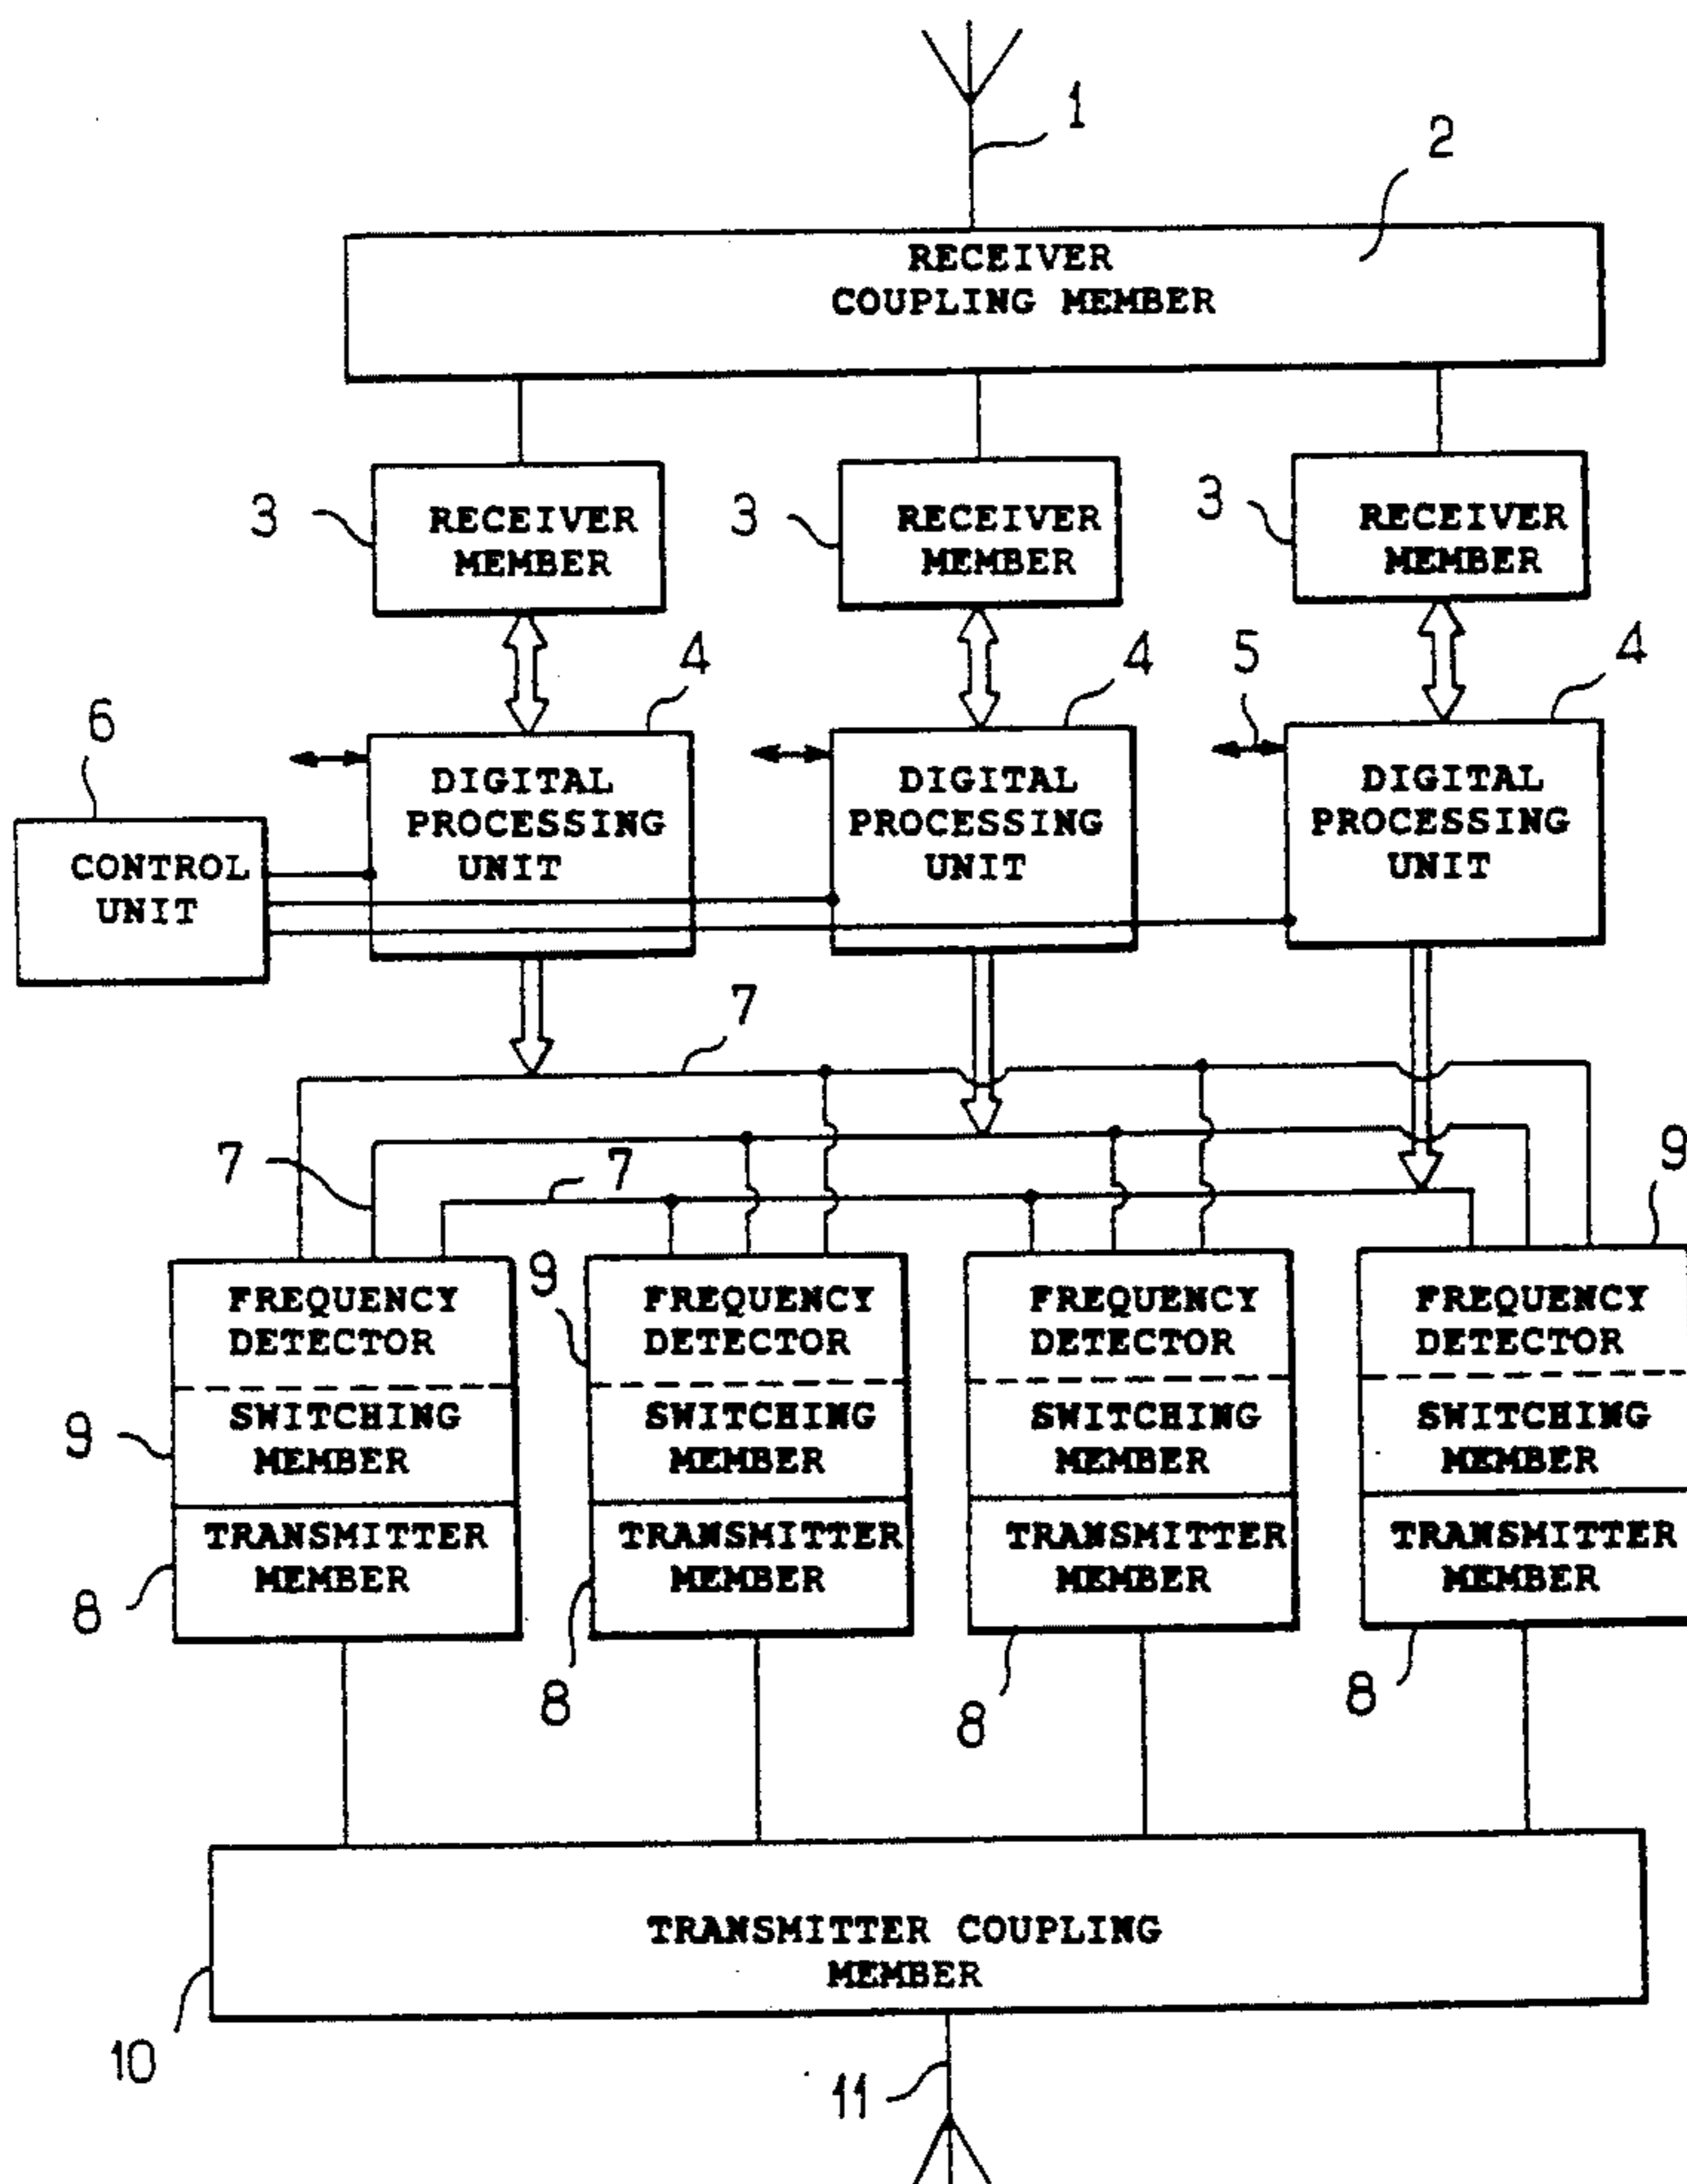 1
2
RECEIVER
COUPLING MEMBER
3
RECEIVER
MEMBER
3
RECEIVER
MEMBER
3
RECEIVER
MEMBER
4
4
5
4
6
CONTROL
UNIT
DIGITAL
PROCESSING
UNIT
DIGITAL
PROCESSING
UNIT
DIGITAL
PROCESSING
UNIT
7
7
7
9
9
FREQUENCY
DETECTOR
SWITCHING
MEMBER
TRANSMITTER
MEMBER
9
8
FREQUENCY
DETECTOR
SWITCHING
MEMBER
TRANSMITTER
MEMBER
8
FREQUENCY
DETECTOR
SWITCHING
MEMBER
TRANSMITTER
MEMBER
8
FREQUENCY
DETECTOR
SWITCHING
MEMBER
TRANSMITTER
MEMBER
8
TRANSMITTER COUPLING
MEMBER
10
11